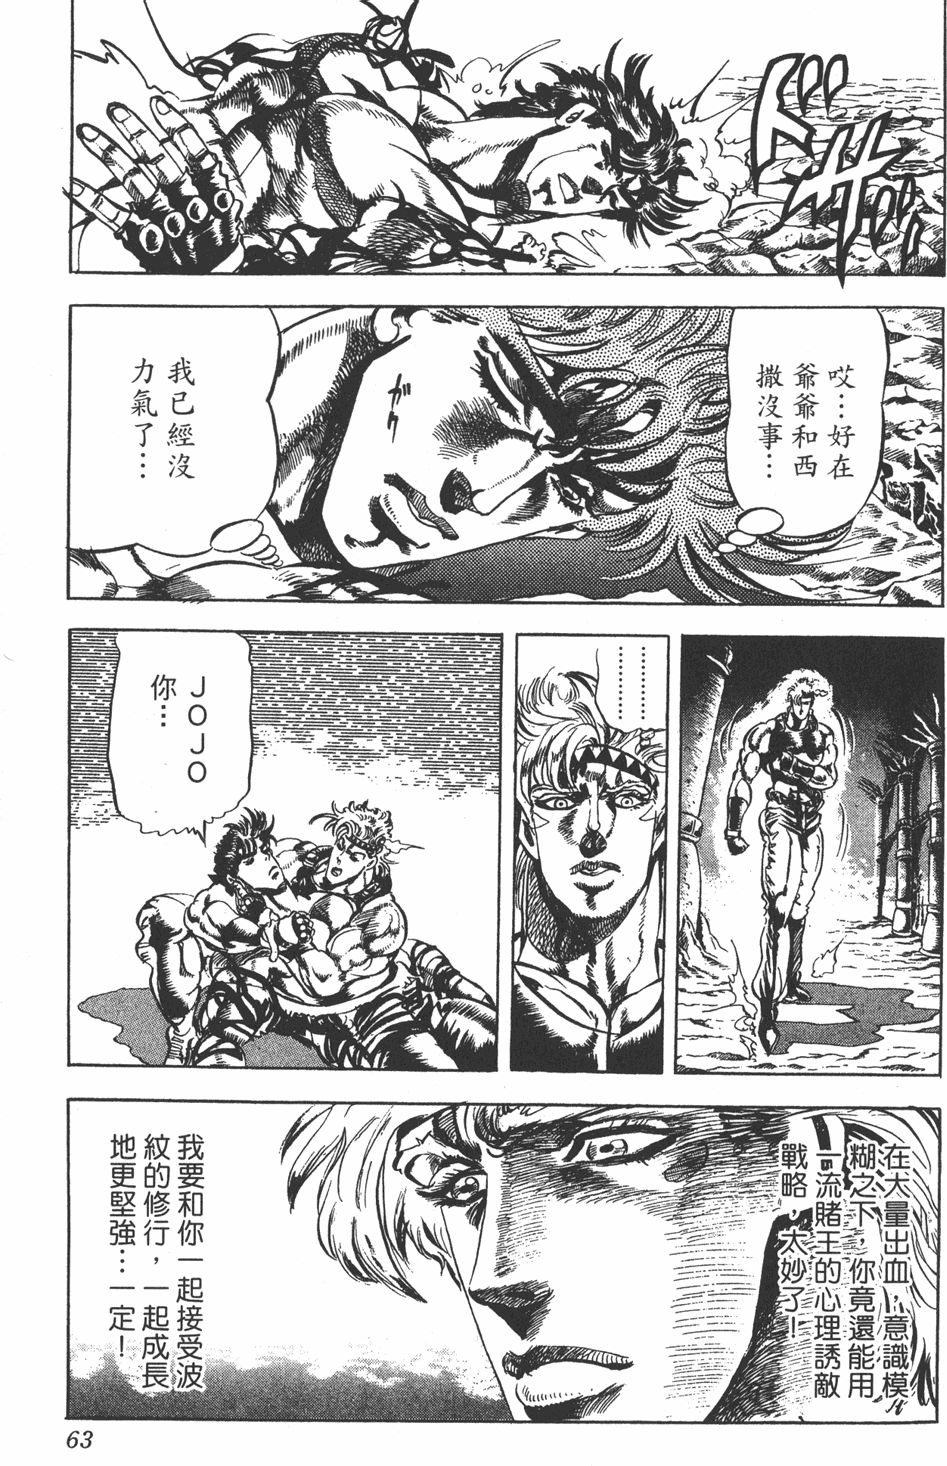 ドドサ
哎…好在
爺爺和西
撒沒事…
我已經沒
力氣了…
ガク
…………
JOJO
你…
在大量出血，意識模
糊之下，你竟還能用
一流賭王的心理誘敵
戰略，太妙了！
我要和你一起接受波
紋的修行，一起成長
地更堅強…一定！
63